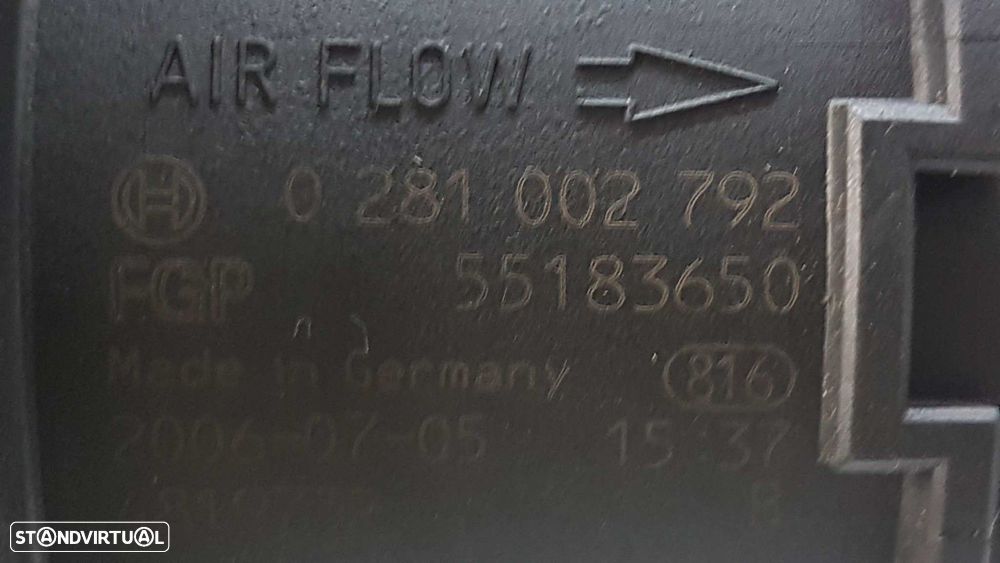 AIR FLOW
0 281 002 792
FGP 55183650
Made in Germany 816
2006-07-05 15:37
STANDVIRTUAL